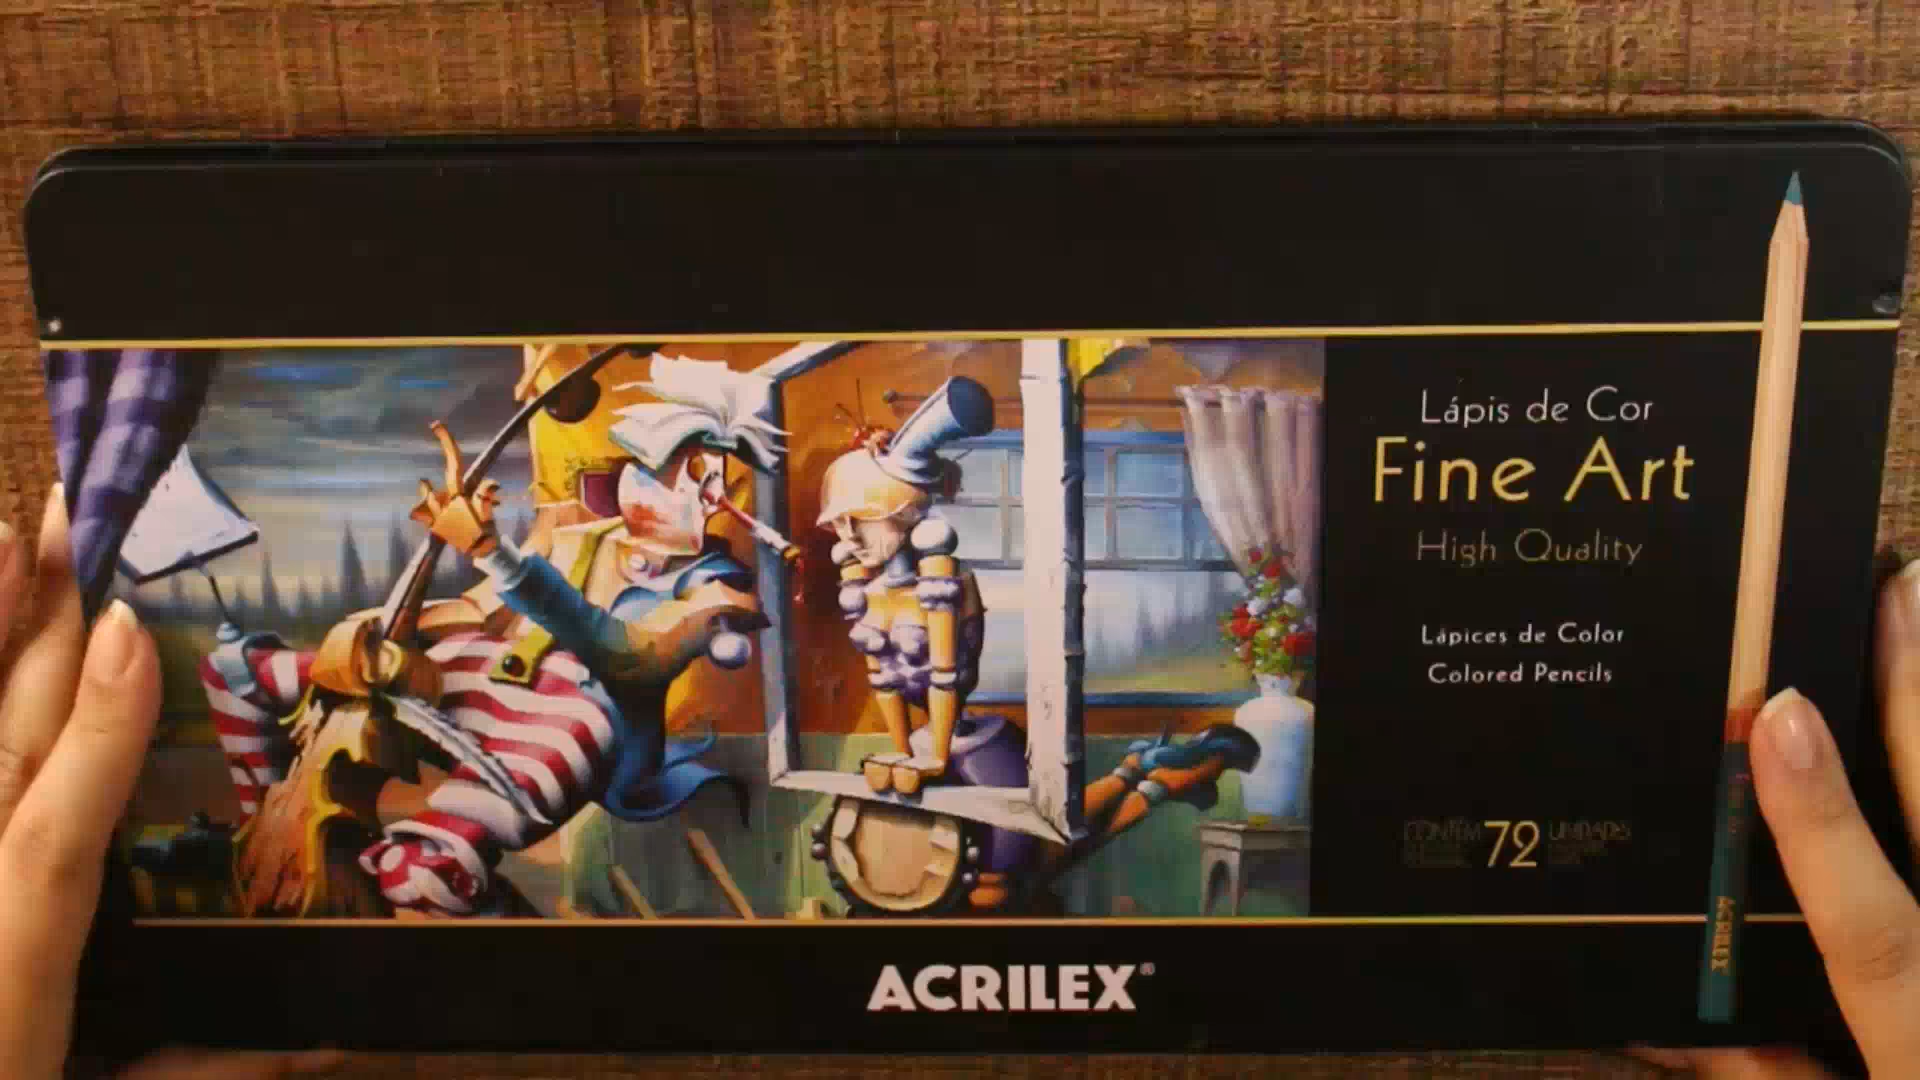 Lápis de Cor
Fine Art
High Quality
Lápices de Color
Colored Pencils
CONTÉM 72 UNIDADES
ACRILEX
ACRILEX®